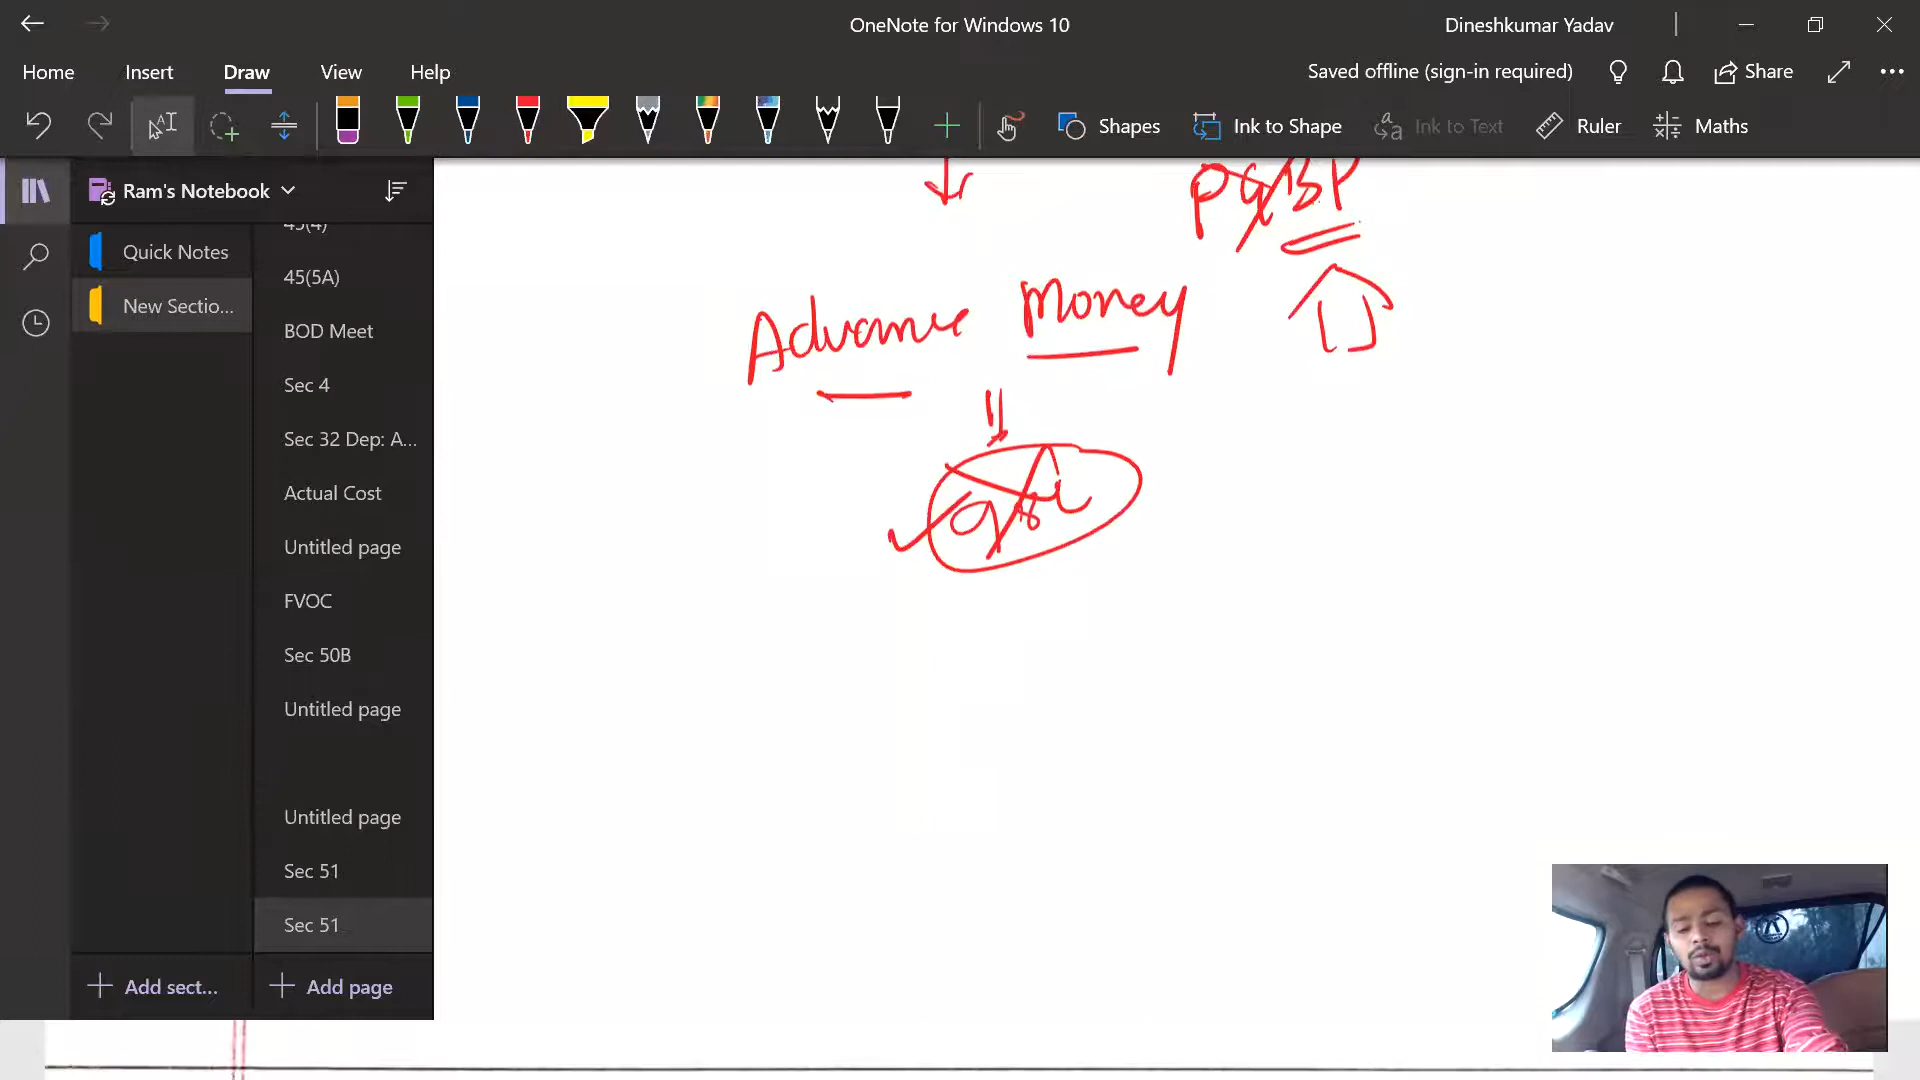 OneNote for Windows 10
Dineshkumar Yadav
Home Insert Draw View Help
Saved offline (sign-in required)
Share
Shapes
Ink to Shape
Ink to Text
Ruler
Maths
Ram's Notebook
Quick Notes
New Sectio...
45(4)
45(5A)
BOD Meet
Sec 4
Sec 32 Dep: A...
Actual Cost
Untitled page
FVOC
Sec 50B
Untitled page
Untitled page
Sec 51
Sec 51
Add sect...
Add page
PGBP
Advance Money